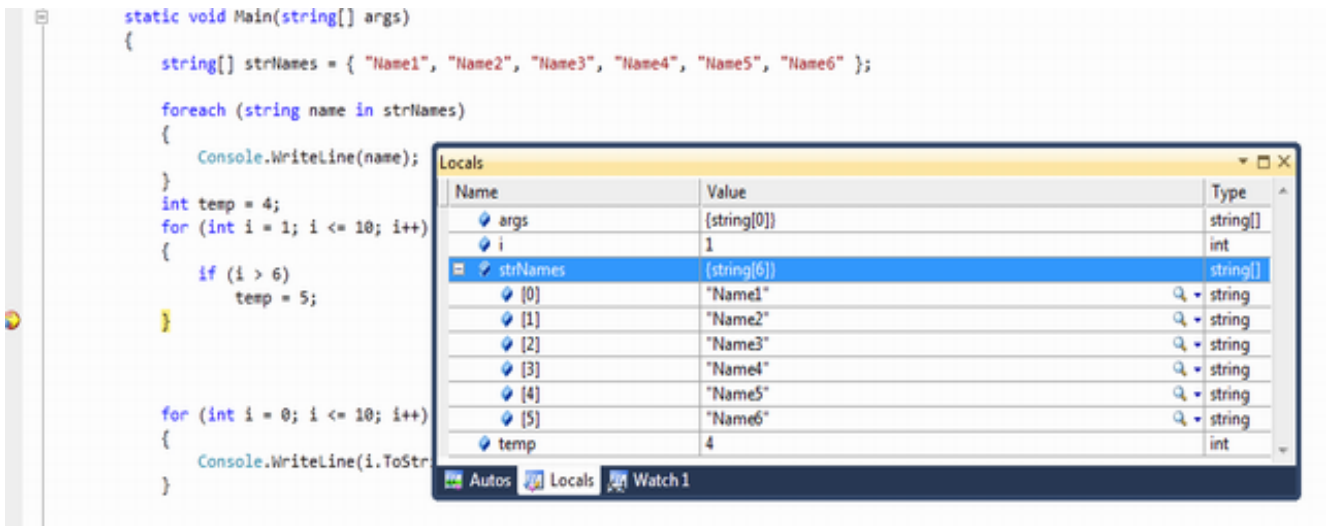 static void Main(string[] args)
{
string[] strNames = { "Name1", "Name2", "Name3", "Name4", "Name5", "Name6" };
foreach (string name in strNames)
{
Console.WriteLine(name);
}
int temp = 4;
for (int i = 1; i <= 10; i++)
{
if (i > 6)
temp = 5;
}
for (int i = 0; i <= 10; i++)
{
Console.WriteLine(i.ToStr
}
Locals
Name Value Type
args {string[0]} string[]
i 1 int
strNames {string[6]} string[]
[0] "Name1" string
[1] "Name2" string
[2] "Name3" string
[3] "Name4" string
[4] "Name5" string
[5] "Name6" string
temp 4 int
Autos Locals Watch 1